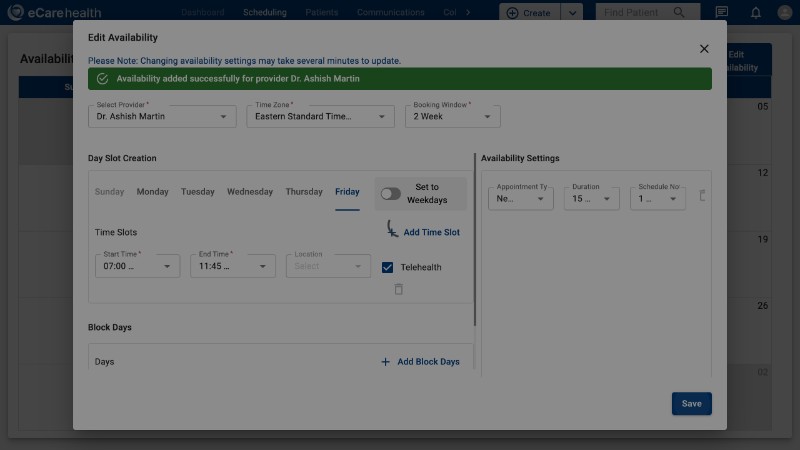 eCarehealth
Dashboard Scheduling Patients Communications
Create
Find Patient
Edit Availability
Please Note: Changing availability settings may take several minutes to update.
Availability added successfully for provider Dr. Ashish Martin
Select Provider * Time Zone * Booking Window *
Dr. Ashish Martin Eastern Standard Time... 2 Week
Day Slot Creation
Sunday Monday Tuesday Wednesday Thursday Friday
Set to
Weekdays
Time Slots
Add Time Slot
Start Time * End Time * Location
07:00 ... 11:45 ... Select
Telehealth
Block Days
Days
Add Block Days
Availability Settings
Appointment Ty Duration Schedule No
Ne... 15 ... 1 ...
Save
Edit
05
12
19
26
02